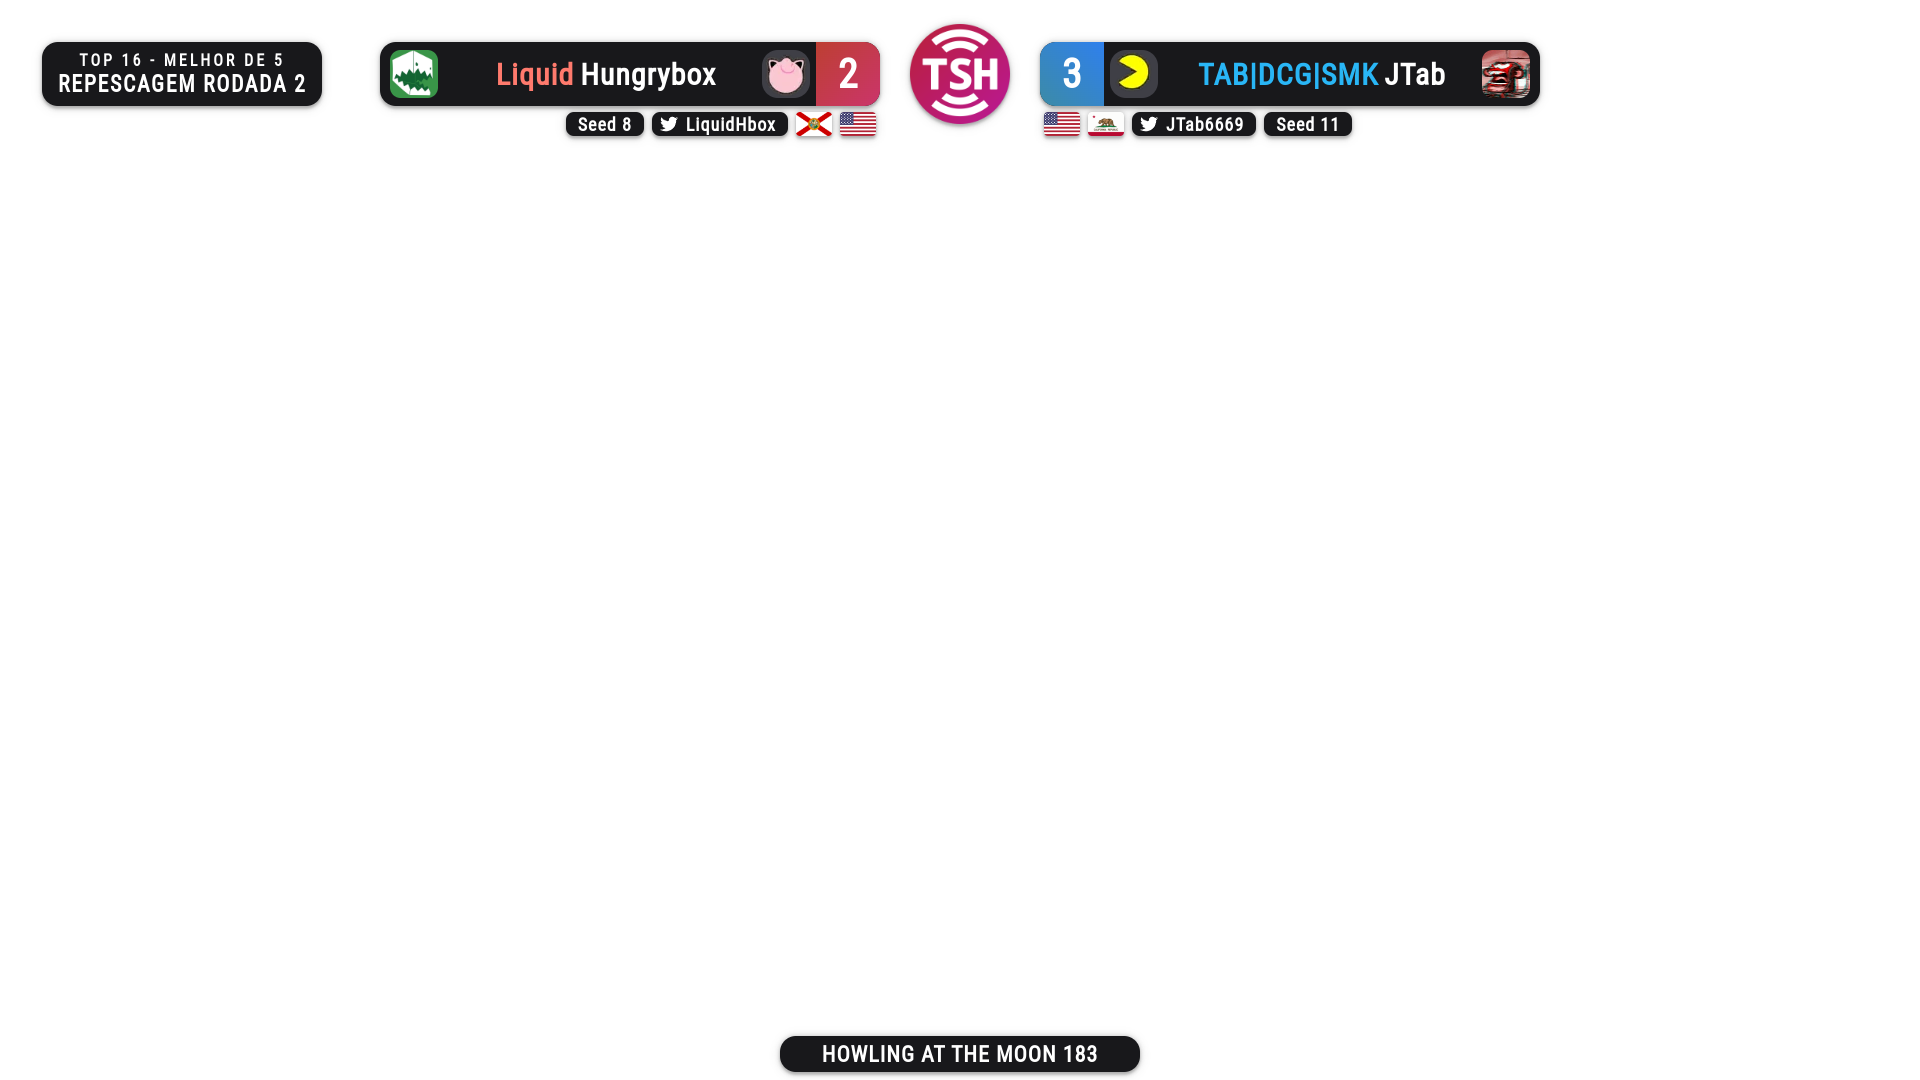 TOP 16 - MELHOR DE 5
REPESCAGEM RODADA 2
Liquid Hungrybox
2
TSH
3
TAB|DCG|SMK JTab
Seed 8
LiquidHbox
JTab6669
Seed 11
HOWLING AT THE MOON 183